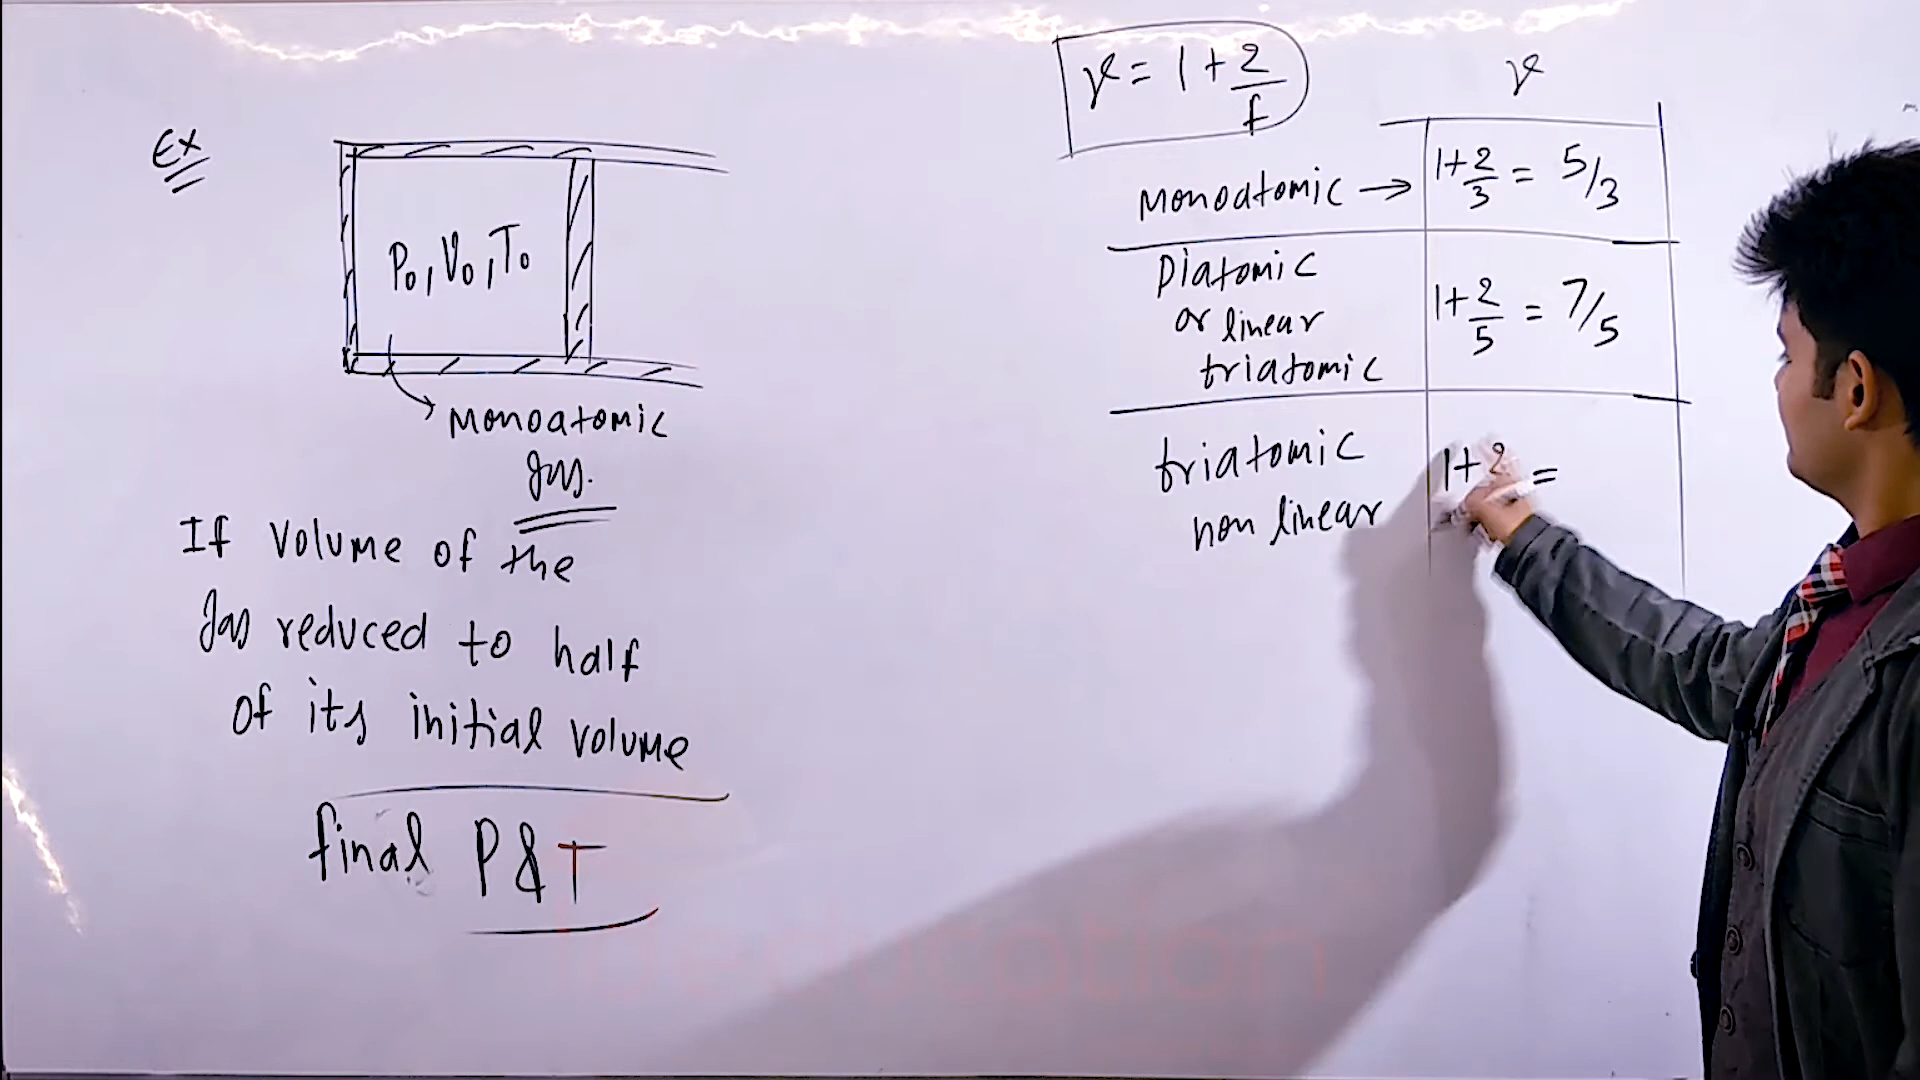 Ex
P₀, V₀, T₀
Monoatomic
gas.
If volume of the
gas reduced to half
of its initial volume
final P & T
γ = 1 + 2/f
γ
Monoatomic → 1+2/3 = 5/3
Diatomic
or linear
triatomic
1+2/5 = 7/5
triatomic
non linear
1+2 =